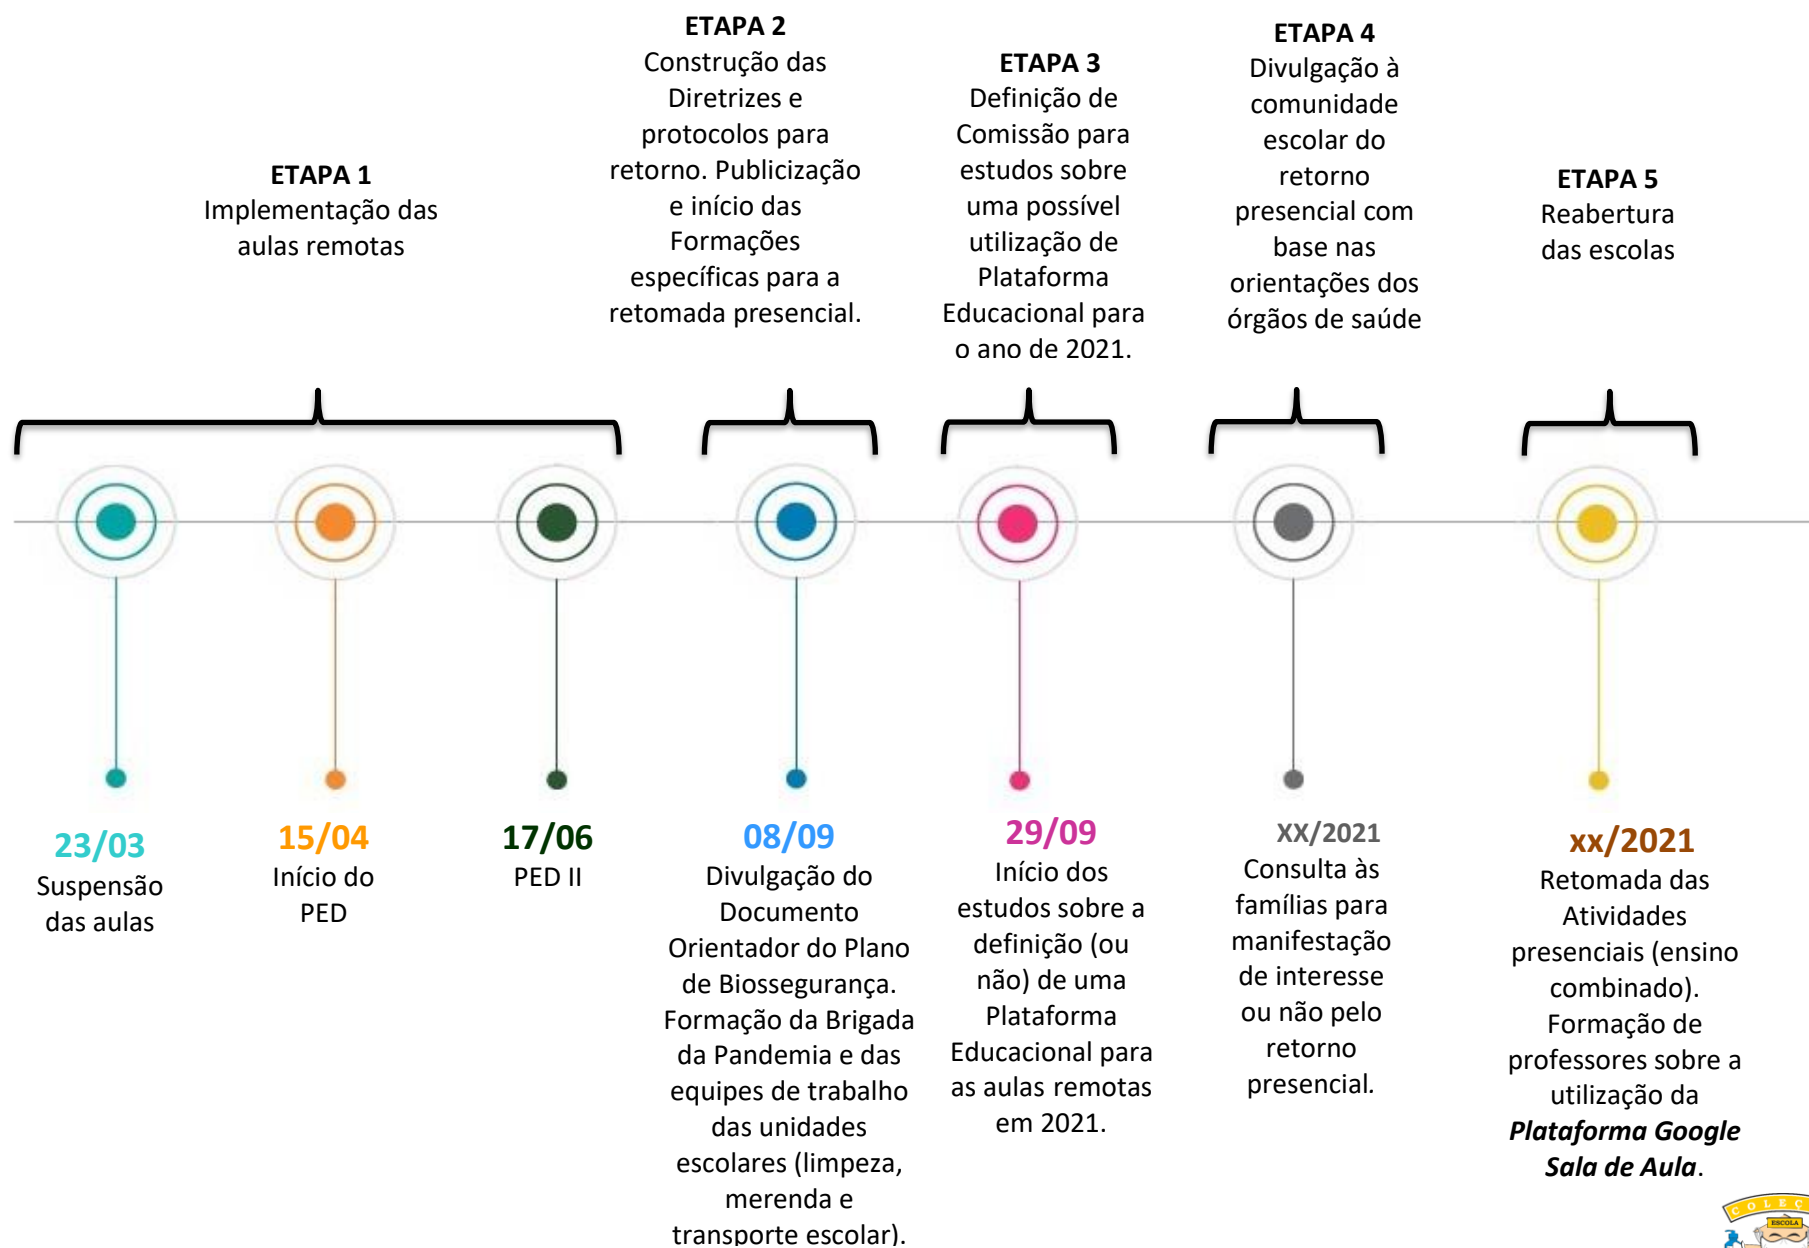 ETAPA 1
Implementação das
aulas remotas
ETAPA 2
Construção das
Diretrizes e
protocolos para
retorno. Publicização
e início das
Formações
específicas para a
retomada presencial.
ETAPA 3
Definição de
Comissão para
estudos sobre
uma possível
utilização de
Plataforma
Educacional para
o ano de 2021.
ETAPA 4
Divulgação à
comunidade
escolar do
retorno
presencial com
base nas
orientações dos
órgãos de saúde
ETAPA 5
Reabertura
das escolas
23/03
Suspensão
das aulas
15/04
Início do
PED
17/06
PED II
08/09
Divulgação do
Documento
Orientador do Plano
de Biossegurança.
Formação da Brigada
da Pandemia e das
equipes de trabalho
das unidades
escolares (limpeza,
merenda e
transporte escolar).
29/09
Início dos
estudos sobre a
definição (ou
não) de uma
Plataforma
Educacional para
as aulas remotas
em 2021.
XX/2021
Consulta às
famílias para
manifestação
de interesse
ou não pelo
retorno
presencial.
xx/2021
Retomada das
Atividades
presenciais (ensino
combinado).
Formação de
professores sobre a
utilização da
Plataforma Google
Sala de Aula.
COLEÇ
ESCOLA